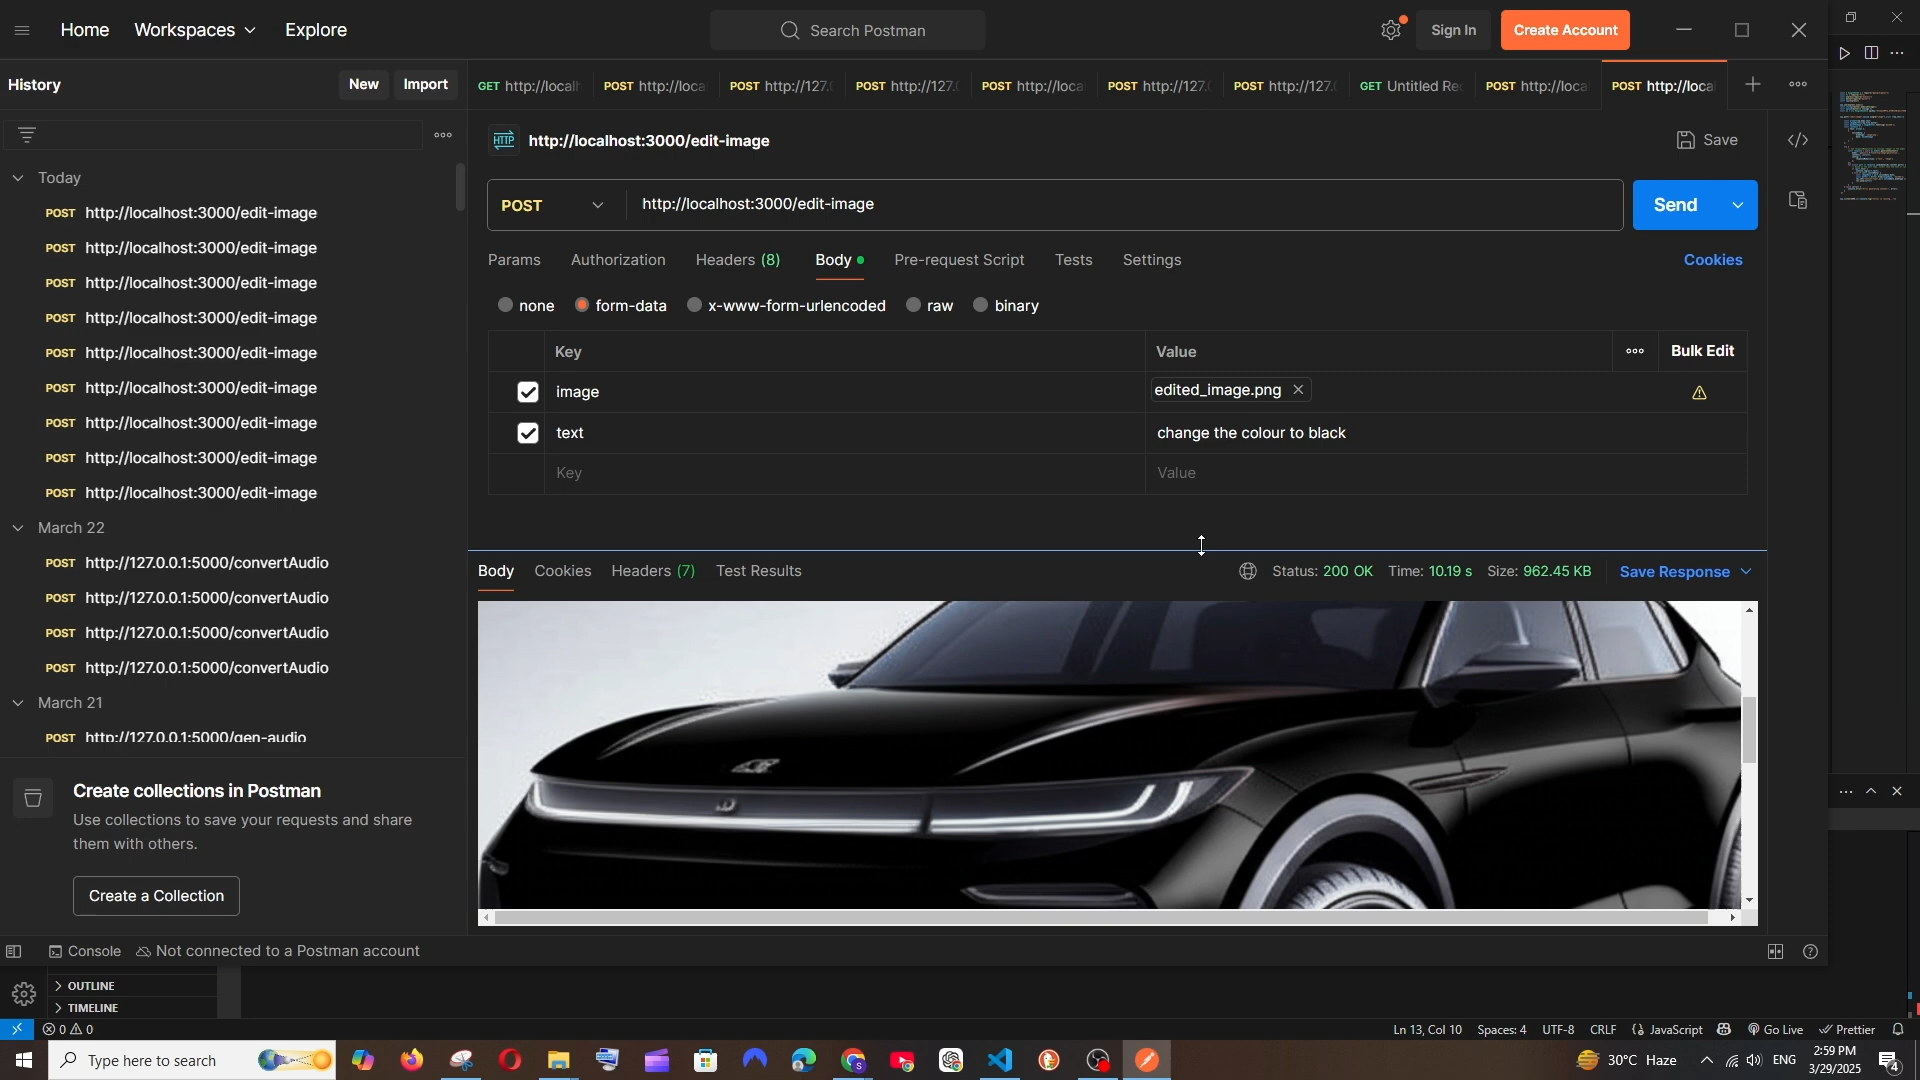 Home Workspaces Explore Search Postman Sign In Create Account
History New Import GET http://localh POST http://loca POST http://127.0 POST http://127.0 POST http://loca POST http://127.0 POST http://127.0 GET Untitled Rec POST http://loca POST http://loca
HTTP http://localhost:3000/edit-image Save
Today
POST http://localhost:3000/edit-image
POST http://localhost:3000/edit-image
POST http://localhost:3000/edit-image
POST http://localhost:3000/edit-image
POST http://localhost:3000/edit-image
POST http://localhost:3000/edit-image
POST http://localhost:3000/edit-image
POST http://localhost:3000/edit-image
POST http://localhost:3000/edit-image
March 22
POST http://127.0.0.1:5000/convertAudio
POST http://127.0.0.1:5000/convertAudio
POST http://127.0.0.1:5000/convertAudio
POST http://127.0.0.1:5000/convertAudio
March 21
POST http://127.0.0.1:5000/gen-audio
Create collections in Postman
Use collections to save your requests and share
them with others.
Create a Collection
POST http://localhost:3000/edit-image Send
Params Authorization Headers (8) Body Pre-request Script Tests Settings Cookies
none form-data x-www-form-urlencoded raw binary
Key Value Bulk Edit
image edited_image.png
text change the colour to black
Key Value
Body Cookies Headers (7) Test Results Status: 200 OK Time: 10.19 s Size: 962.45 KB Save Response
Console Not connected to a Postman account
OUTLINE
TIMELINE
0 0 Ln 13, Col 10 Spaces: 4 UTF-8 CRLF JavaScript Go Live Prettier
Type here to search 30°C Haze ENG 2:59 PM
3/29/2025 4